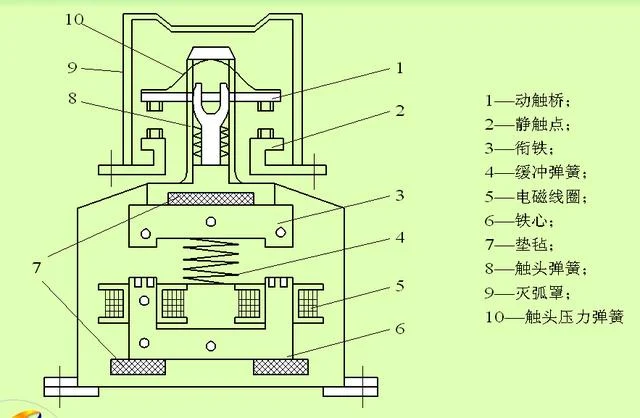 10
9
8
7
1
2
3
4
5
6
1—动触桥；
2—静触点；
3—衔铁；
4—缓冲弹簧；
5—电磁线圈；
6—铁心；
7—垫毡；
8—触头弹簧；
9—灭弧罩；
10—触头压力弹簧